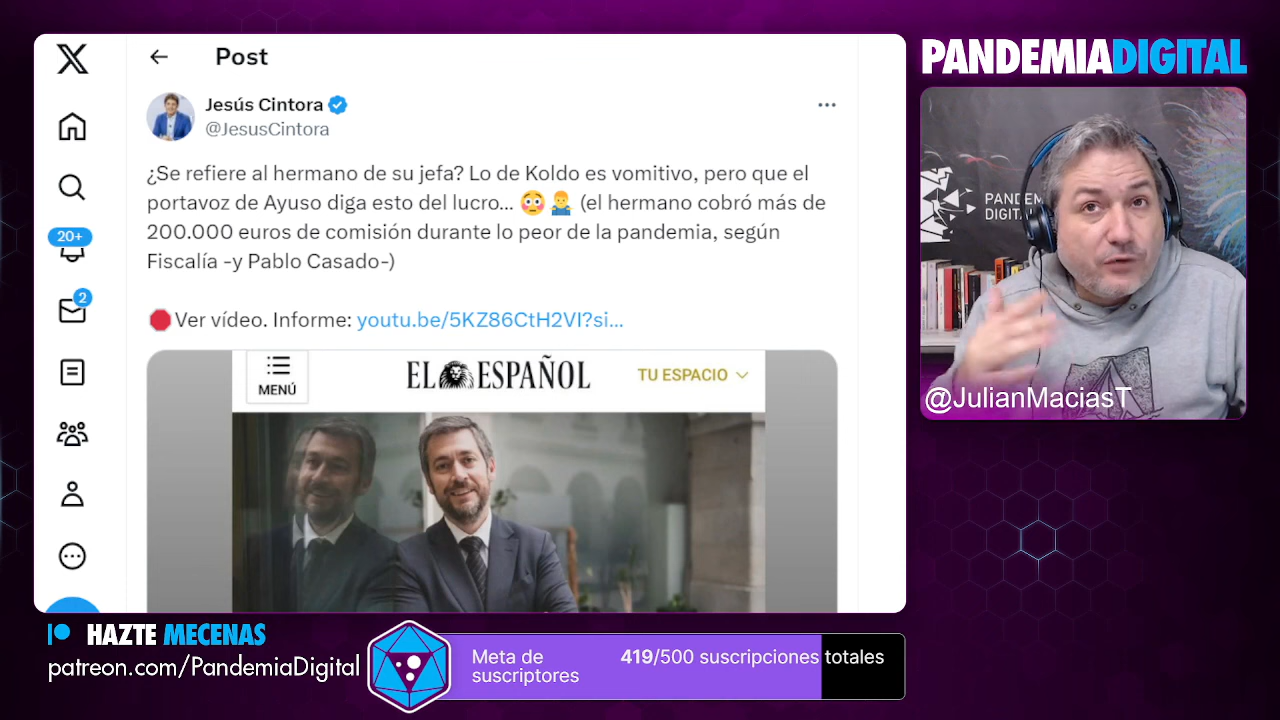 Post
Jesús Cintora
@JesusCintora
¿Se refiere al hermano de su jefa? Lo de Koldo es vomitivo, pero que el
portavoz de Ayuso diga esto del lucro... 😳 🤷‍♂️ (el hermano cobró más de
200.000 euros de comisión durante lo peor de la pandemia, según
Fiscalía -y Pablo Casado-)
🛑Ver vídeo. Informe: youtu.be/5KZ86CtH2VI?si...
20+
2
MENÚ
EL ESPAÑOL
TU ESPACIO
PANDEMIADIGITAL
PANDEM
DIGITA
@JulianMaciasT
HAZTE MECENAS
patreon.com/PandemiaDigital
Meta de
suscriptores
419/500 suscripciones totales